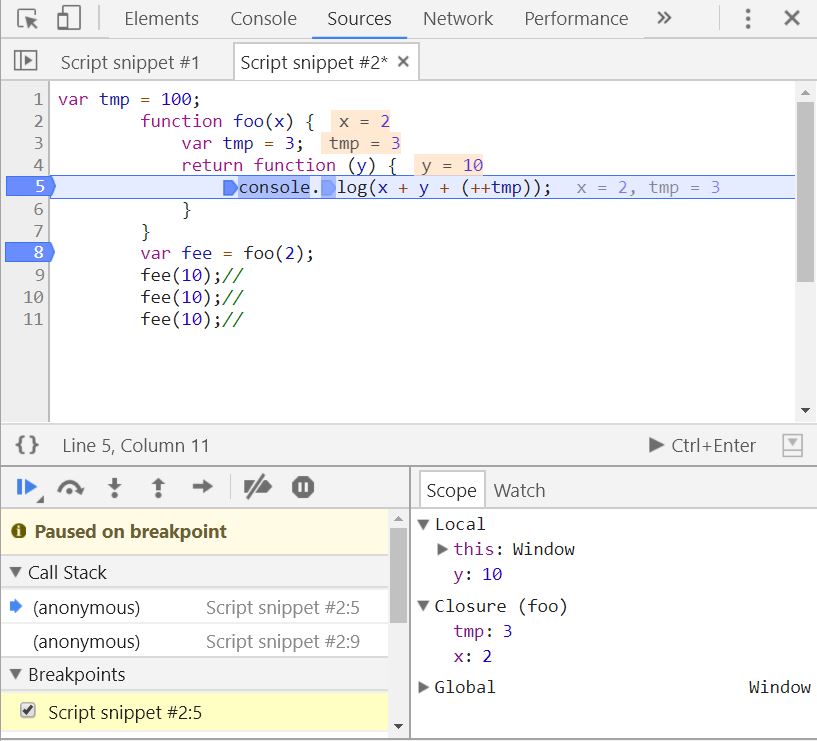 Elements Console Sources Network Performance »
Script snippet #1 Script snippet #2* ×
1 var tmp = 100;
2 function foo(x) { x = 2
3 var tmp = 3; tmp = 3
4 return function (y) { y = 10
5 console.log(x + y + (++tmp)); x = 2, tmp = 3
6 }
7 }
8 var fee = foo(2);
9 fee(10);//
10 fee(10);//
11 fee(10);//
{} Line 5, Column 11 Ctrl+Enter
Scope Watch
Paused on breakpoint
Call Stack
(anonymous) Script snippet #2:5
(anonymous) Script snippet #2:9
Breakpoints
Script snippet #2:5
Local
this: Window
y: 10
Closure (foo)
tmp: 3
x: 2
Global Window